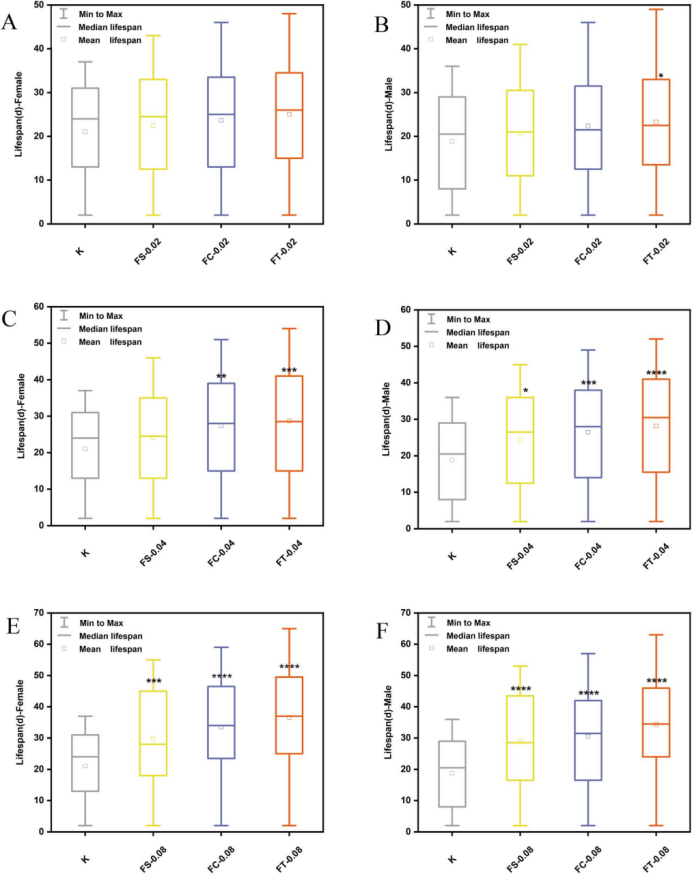 A
Lifespan(d)-Female
50
40
30
20
10
0
Min to Max
Median lifespan
Mean lifespan
K
FS-0.02
FC-0.02
FT-0.02
B
Lifespan(d)-Male
50
40
30
20
10
0
Min to Max
Median lifespan
Mean lifespan
*
K
FS-0.02
FC-0.02
FT-0.02
C
Lifespan(d)-Female
60
50
40
30
20
10
0
Min to Max
Median lifespan
Mean lifespan
**
***
K
FS-0.04
FC-0.04
FT-0.04
D
Lifespan(d)-Male
60
50
40
30
20
10
0
Min to Max
Median lifespan
Mean lifespan
*
***
****
K
FS-0.04
FC-0.04
FT-0.04
E
Lifespan(d)-Female
70
60
50
40
30
20
10
0
Min to Max
Median lifespan
Mean lifespan
***
****
****
K
FS-0.08
FC-0.08
FT-0.08
F
Lifespan(d)-Male
70
60
50
40
30
20
10
0
Min to Max
Median lifespan
Mean lifespan
****
****
****
K
FS-0.08
FC-0.08
FT-0.08